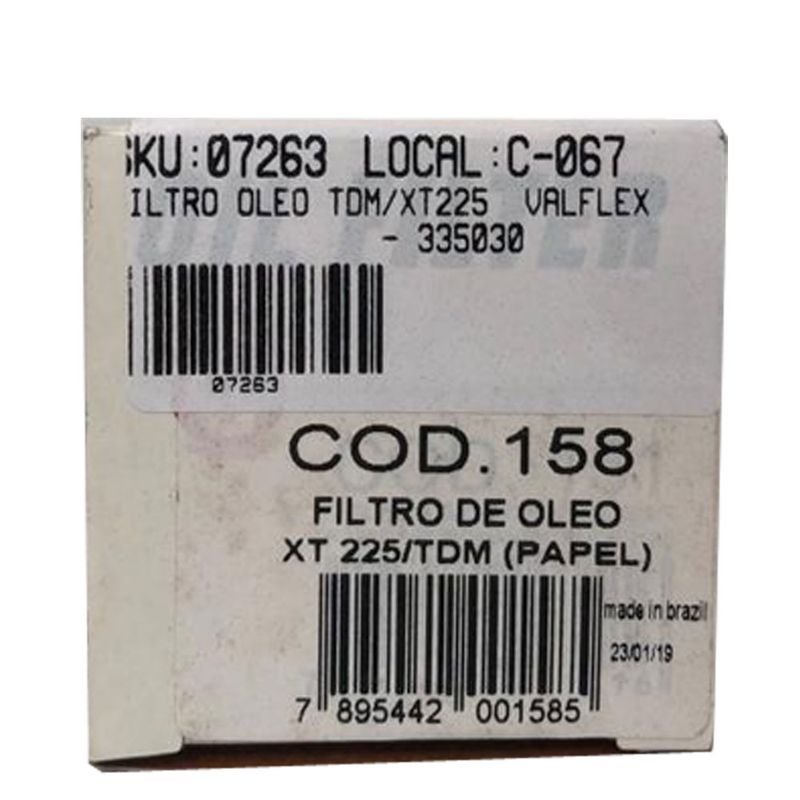 SKU:07263 LOCAL:C-067
ILTRO OLEO TDM/XT225 VALFLEX
- 335030
07263
COD.158
FILTRO DE OLEO
XT 225/TDM (PAPEL)
made in brazil
23/01/19
7 895442 001585